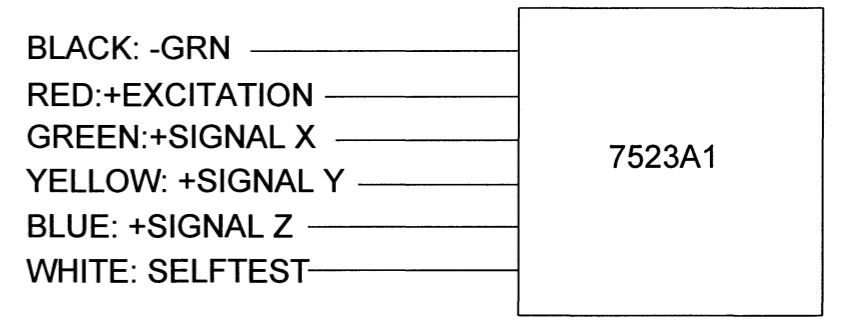 BLACK: -GRN
RED:+EXCITATION
GREEN:+SIGNAL X
YELLOW: +SIGNAL Y
BLUE: +SIGNAL Z
WHITE: SELFTEST
7523A1